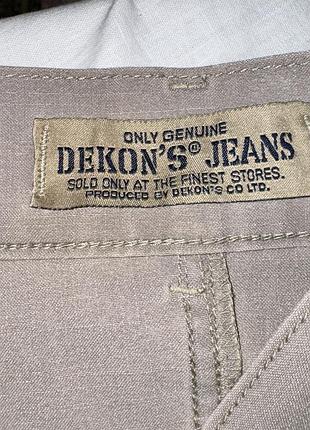 ONLY GENUINE
DEKON'S® JEANS
SOLD ONLY AT THE FINEST STORES.
PRODUCED BY DEKON'S CO LTD.